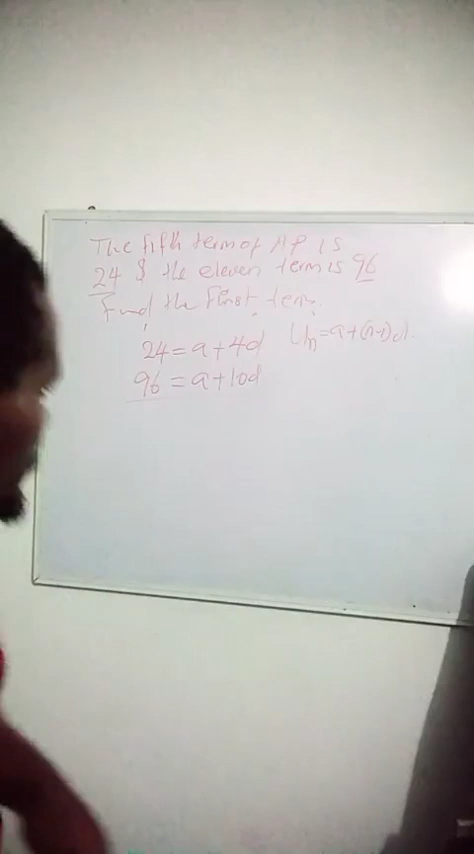 The fifth term of AP is
24 & the eleven term is 96
find the first term.
Un=a+(n-1)d.
24=a+4d
96=a+10d